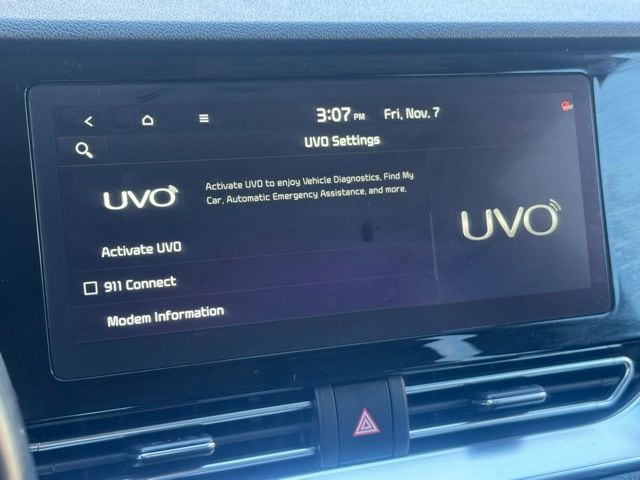 3:07 PM Fri, Nov. 7
UVO Settings
UVO
Activate UVO to enjoy Vehicle Diagnostics, Find My
Car, Automatic Emergency Assistance, and more.
UVO
Activate UVO
911 Connect
Modem Information